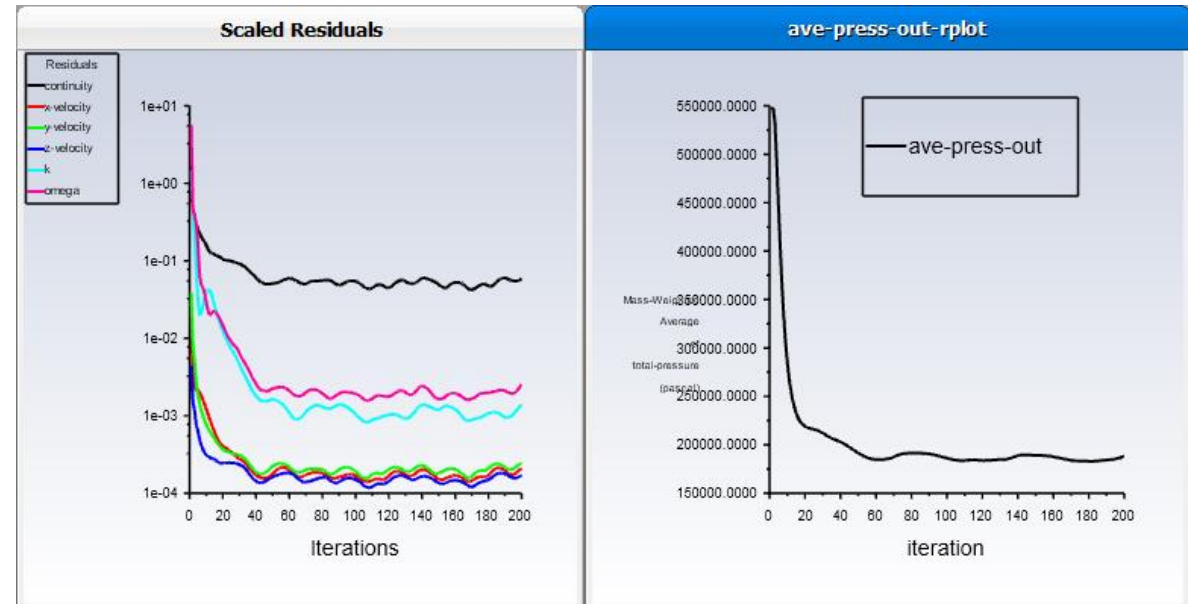 Scaled Residuals
Residuals
continuity
x-velocity
y-velocity
z-velocity
k
omega
1e+01
1e+00
1e-01
1e-02
1e-03
1e-04
0 20 40 60 80 100 120 140 160 180 200
Iterations
ave-press-out-rplot
ave-press-out
550000.0000
500000.0000
450000.0000
400000.0000
350000.0000
300000.0000
250000.0000
200000.0000
150000.0000
Average
total-pressure
0 20 40 60 80 100 120 140 160 180 200
iteration